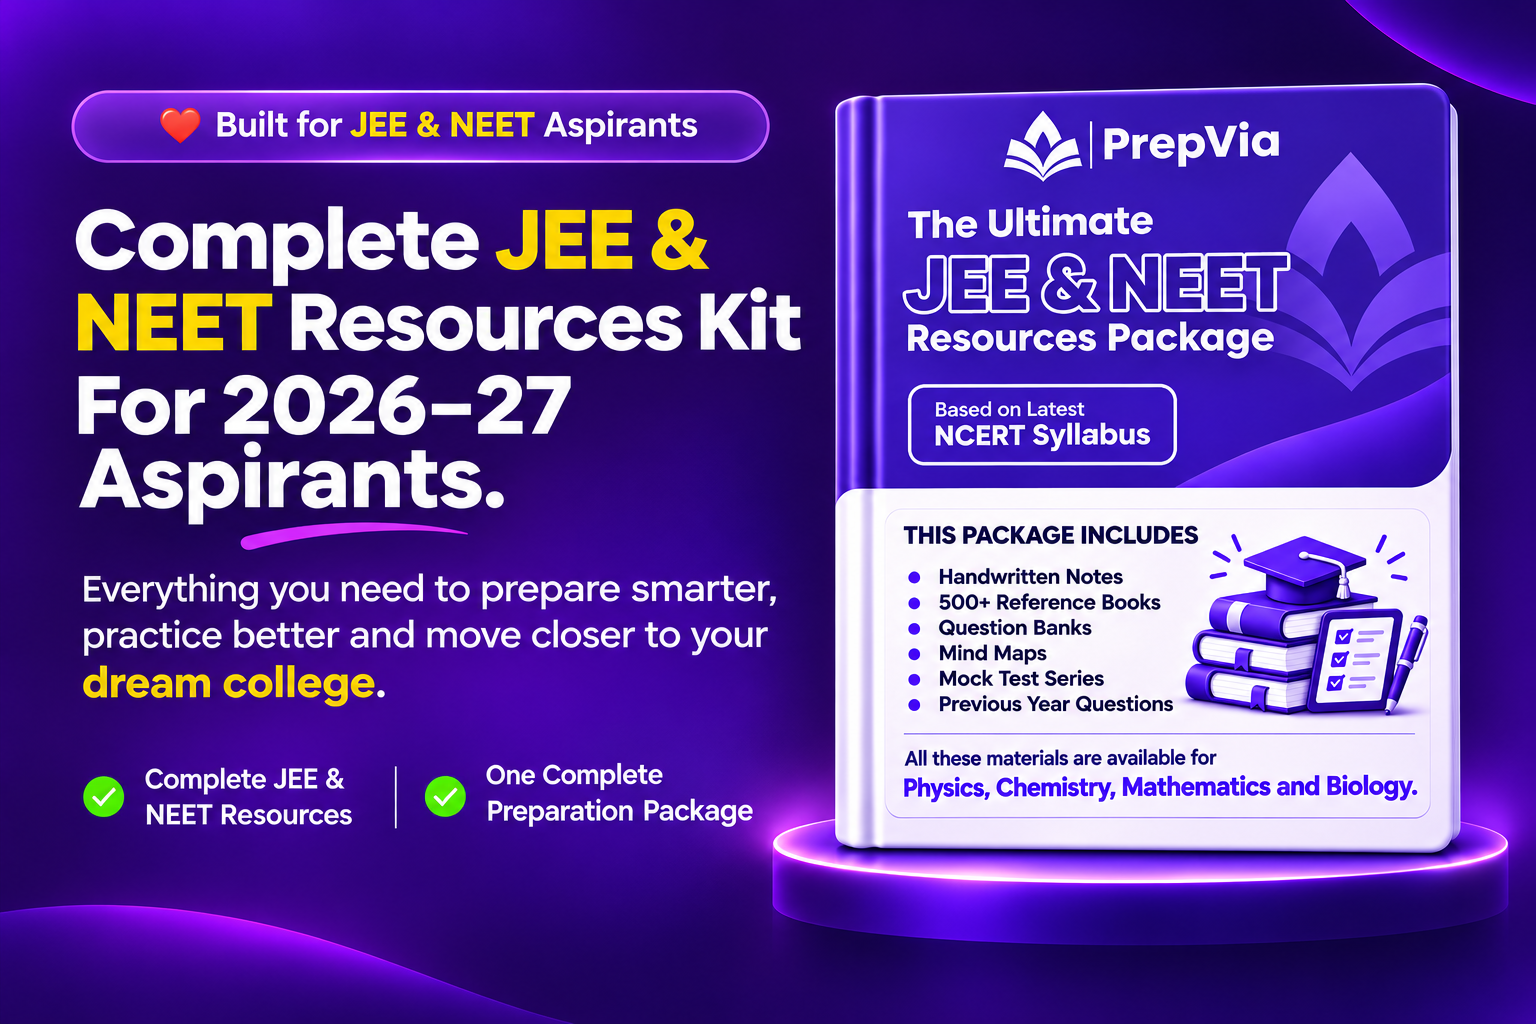 ❤️ Built for JEE & NEET Aspirants
Complete JEE &
NEET Resources Kit
For 2026–27
Aspirants.
Everything you need to prepare smarter,
practice better and move closer to your
dream college.
Complete JEE &
NEET Resources
One Complete
Preparation Package
PrepVia
The Ultimate
JEE & NEET
Resources Package
Based on Latest
NCERT Syllabus
THIS PACKAGE INCLUDES
• Handwritten Notes
• 500+ Reference Books
• Question Banks
• Mind Maps
• Mock Test Series
• Previous Year Questions
All these materials are available for
Physics, Chemistry, Mathematics and Biology.